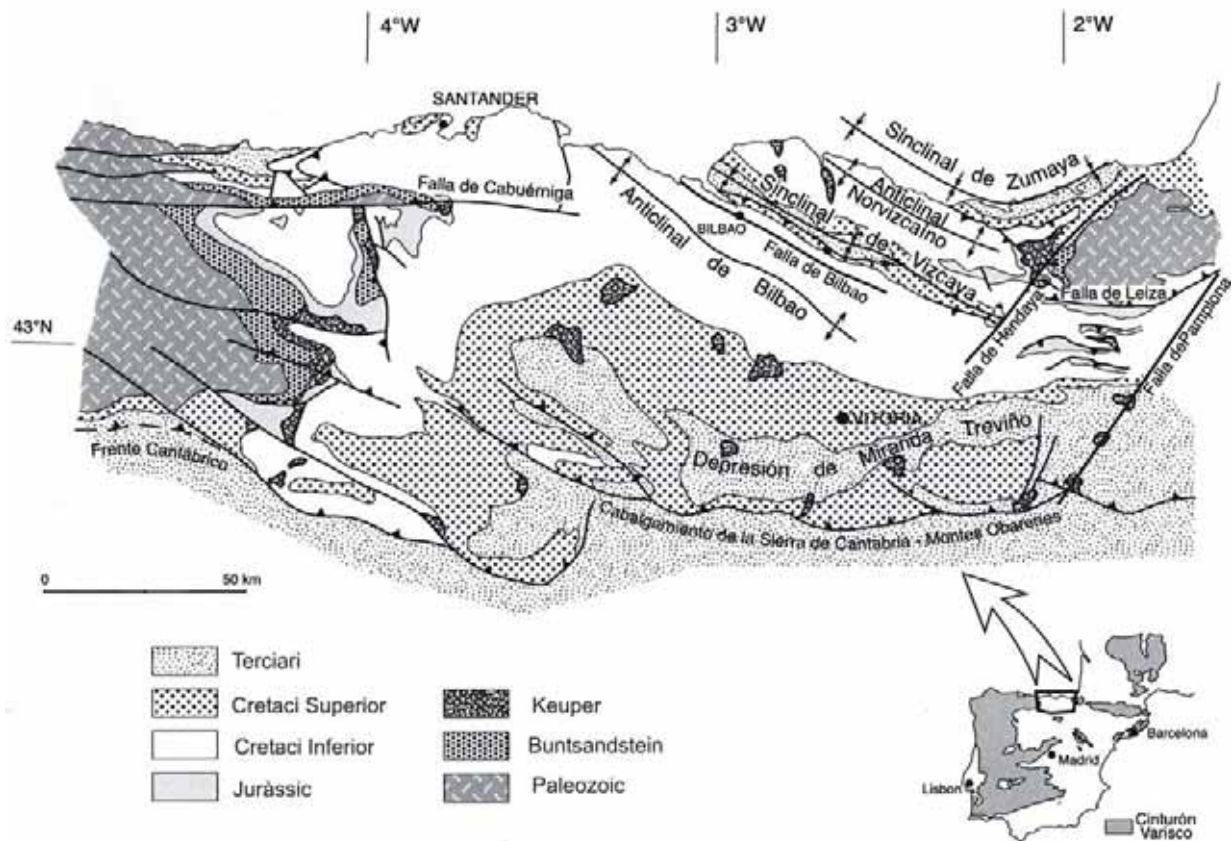 4°W
3°W
2°W
SANTANDER
Falla de Cabuérniga
Anticlinal de Bilbao
BILBAO
Falla de Bilbao
Sinclinal de Vizcaya
Anticlinal
Norvizcaíno
Sinclinal de Zumaya
Falla de Hendaya
Falla de Leiza
Falla de Pamplona
43°N
VITORIA
Depresión de Miranda Treviño
Frente Cantábrico
Cabalgamiento de la Sierra de Cantabria - Montes Obarenes
0 50 km
Terciari
Cretaci Superior
Cretaci Inferior
Juràssic
Keuper
Buntsandstein
Paleozoic
Barcelona
Madrid
Lisbon
Cinturón
Varisco